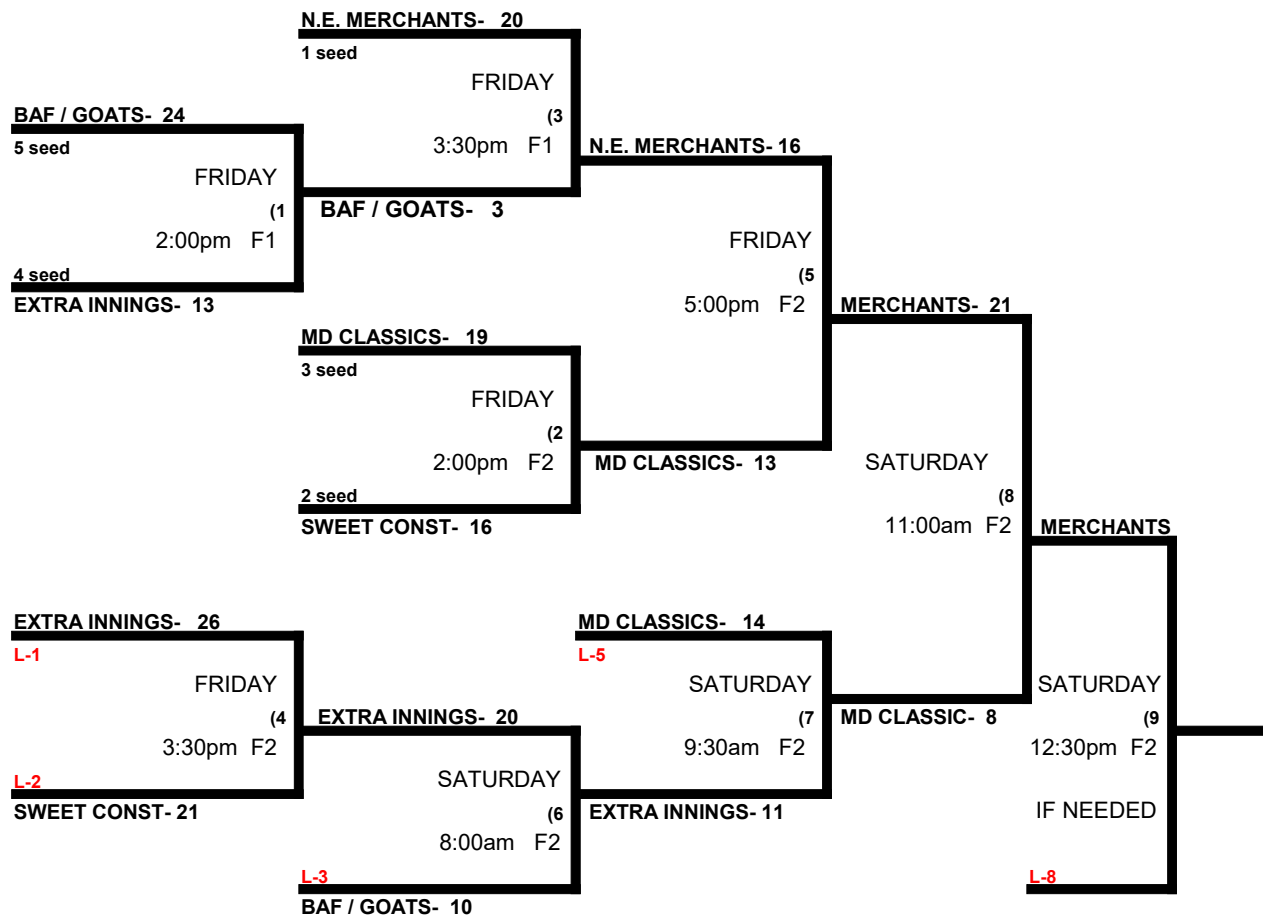 N.E. MERCHANTS- 20
1 seed
FRIDAY
(3
3:30pm F1
BAF / GOATS- 24
5 seed
FRIDAY
(1
2:00pm F1
4 seed
EXTRA INNINGS- 13
BAF / GOATS- 3
N.E. MERCHANTS- 16
FRIDAY
(5
5:00pm F2
MD CLASSICS- 19
3 seed
FRIDAY
(2
2:00pm F2
2 seed
SWEET CONST- 16
MD CLASSICS- 13
MERCHANTS- 21
SATURDAY
(8
11:00am F2
MERCHANTS
EXTRA INNINGS- 26
L-1
FRIDAY
(4
3:30pm F2
L-2
SWEET CONST- 21
EXTRA INNINGS- 20
SATURDAY
(6
8:00am F2
L-3
BAF / GOATS- 10
MD CLASSICS- 14
L-5
SATURDAY
(7
9:30am F2
EXTRA INNINGS- 11
MD CLASSIC- 8
SATURDAY
(9
12:30pm F2
IF NEEDED
L-8